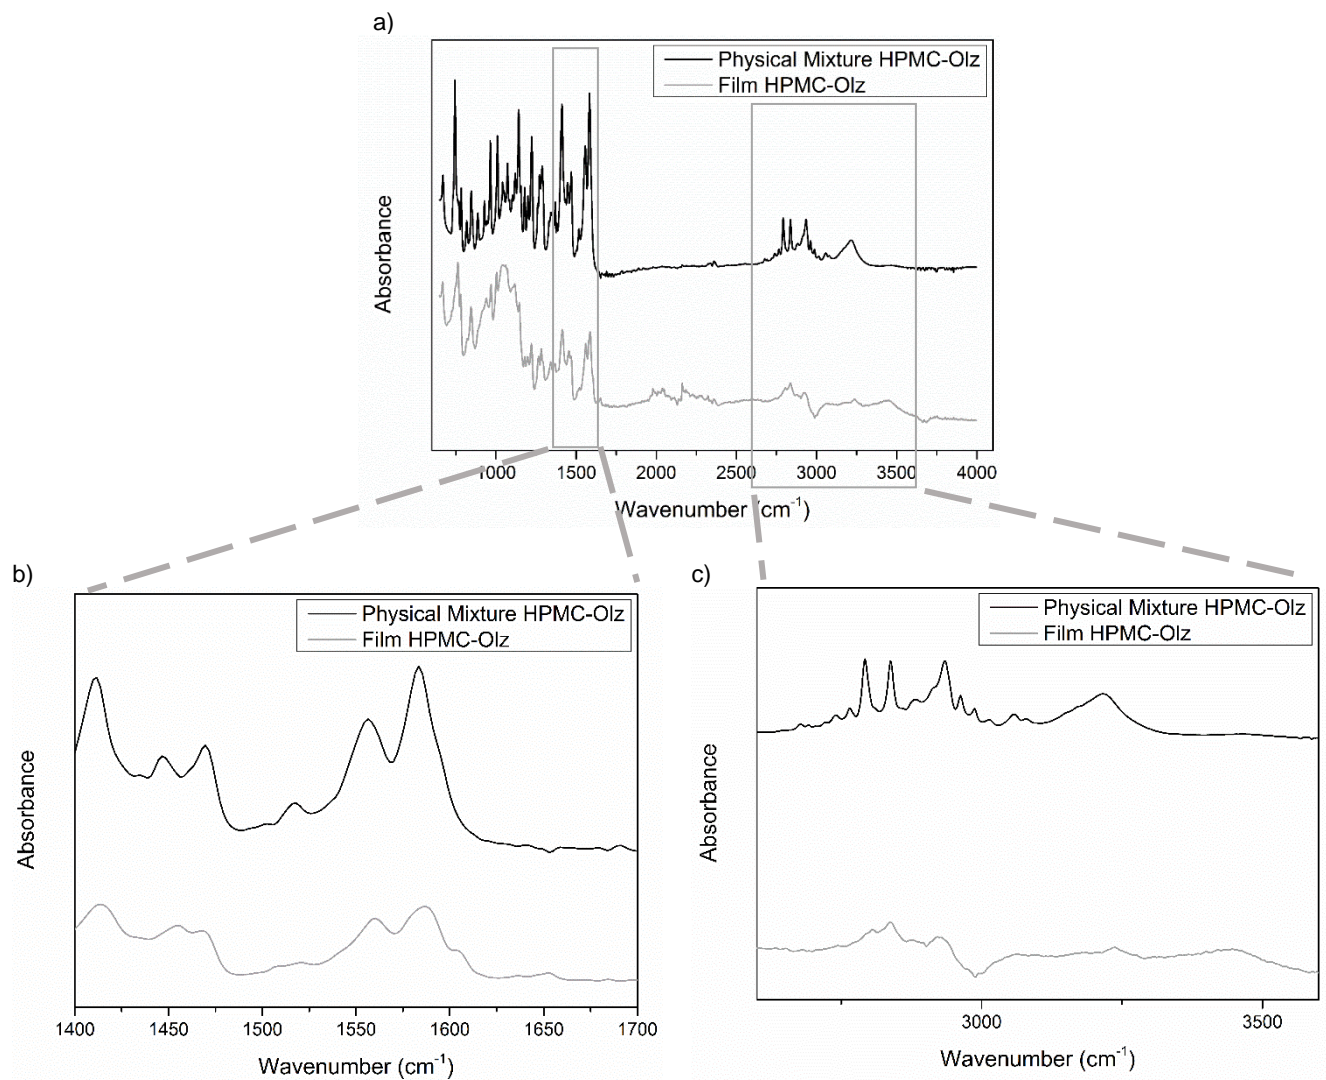 a)
Physical Mixture HPMC-Olz
Film HPMC-Olz
Absorbance
1000 1500 2000 2500 3000 3500 4000
Wavenumber (cm⁻¹)
b)
Physical Mixture HPMC-Olz
Film HPMC-Olz
Absorbance
1400 1450 1500 1550 1600 1650 1700
Wavenumber (cm⁻¹)
c)
Physical Mixture HPMC-Olz
Film HPMC-Olz
Absorbance
3000 3500
Wavenumber (cm⁻¹)